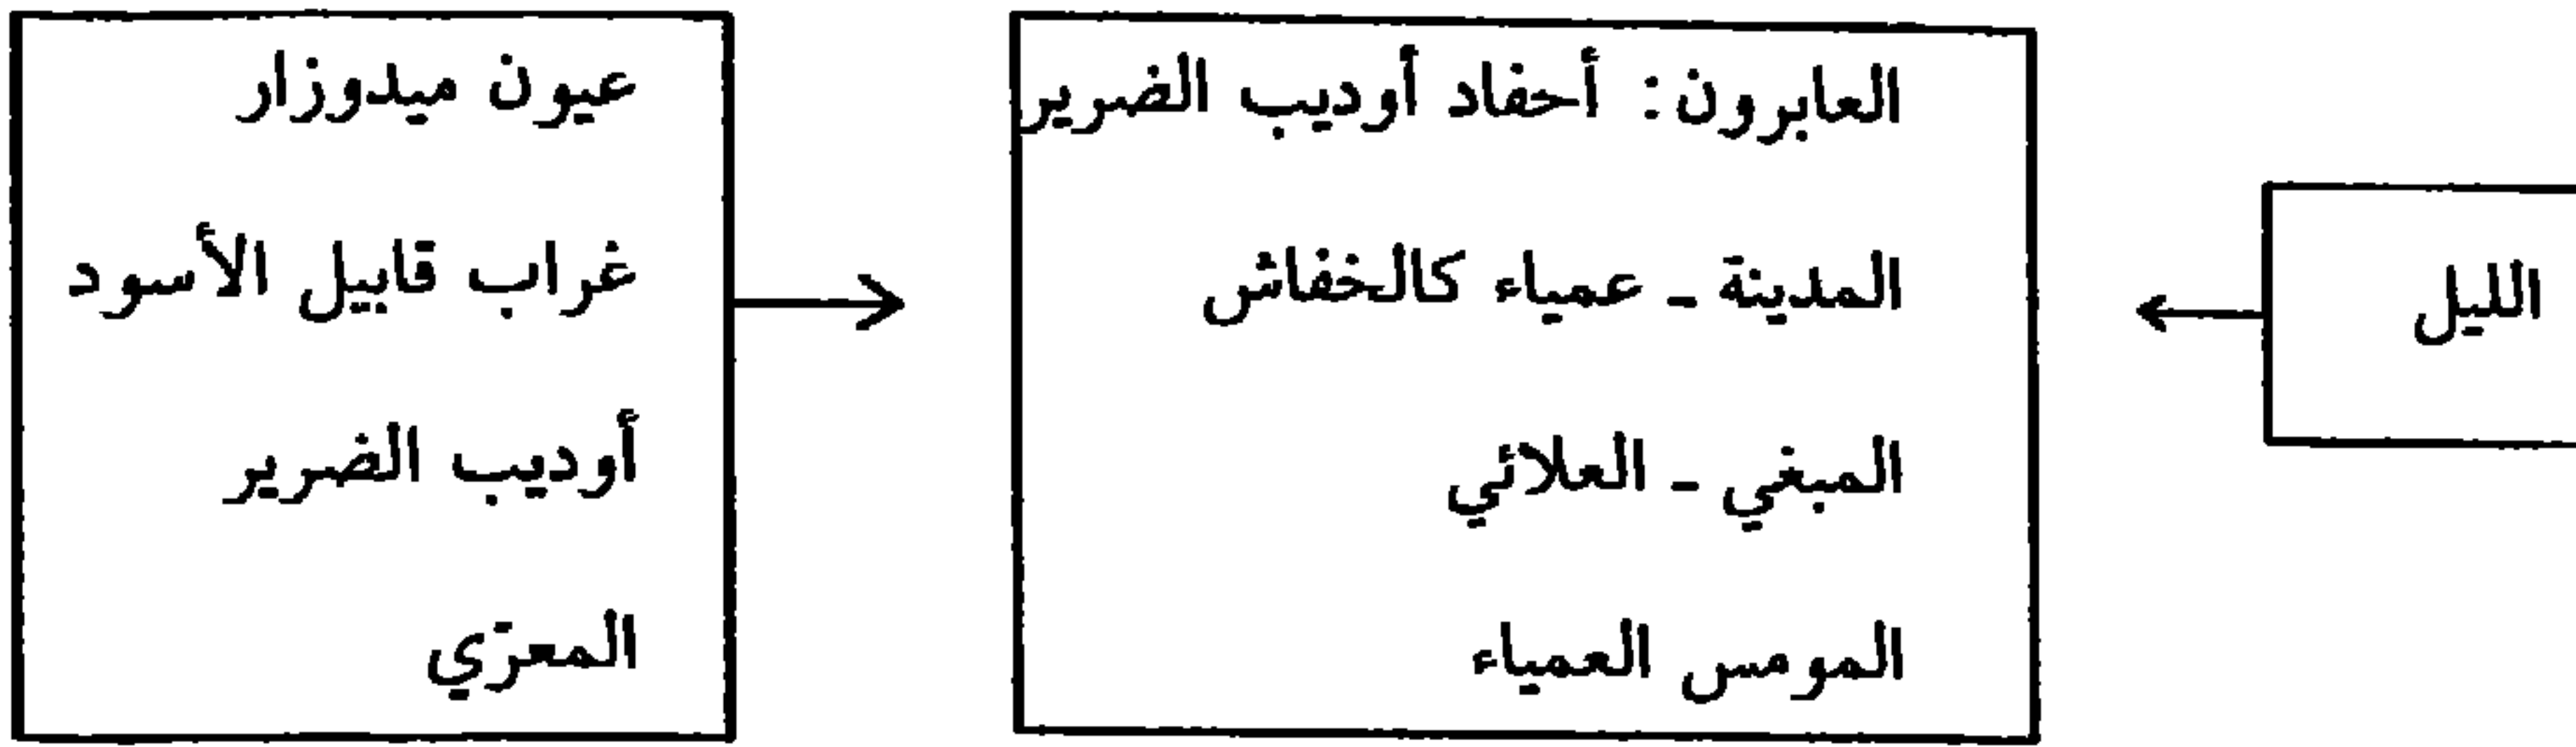 الليل
العابرون: أحفاد أوديب الضرير
المدينة ـ عمياء كالخفاش
المبغي ـ العلائي
المومس العمياء
عيون ميدوزار
غراب قابيل الأسود
أوديب الضرير
المعرّي